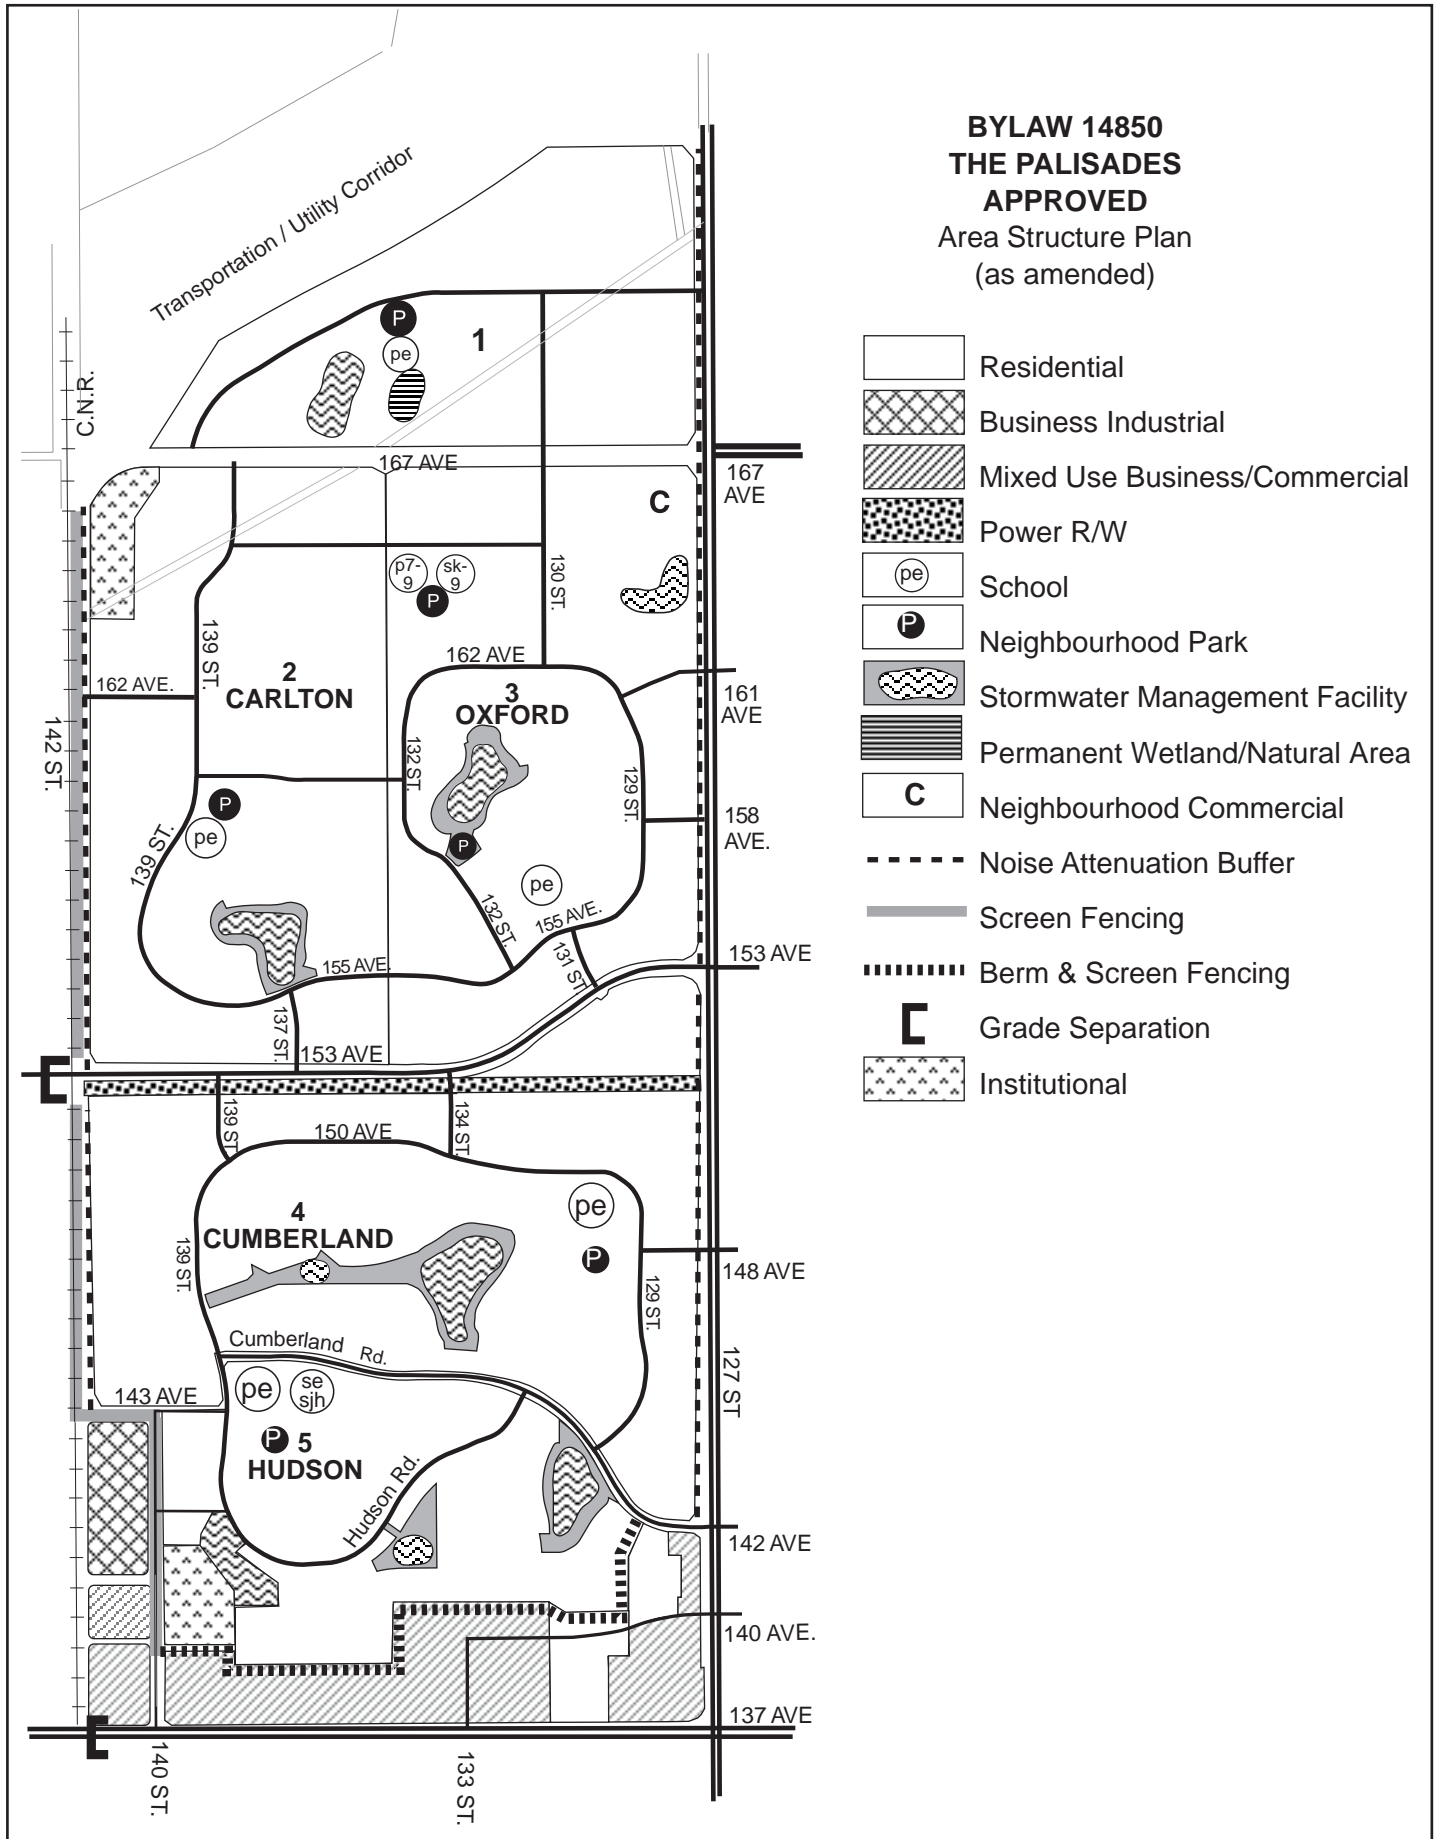 BYLAW 14850
THE PALISADES
APPROVED
Area Structure Plan
(as amended)
Residential
Business Industrial
Mixed Use Business/Commercial
Power R/W
pe
School
P
Neighbourhood Park
Stormwater Management Facility
Permanent Wetland/Natural Area
C
Neighbourhood Commercial
Noise Attenuation Buffer
Screen Fencing
Berm & Screen Fencing
Grade Separation
Institutional
Transportation / Utility Corridor
P
1
pe
C.N.R.
167 AVE
167
AVE
C
p7-
9
sk-
9
P
130 ST.
139 ST.
162 AVE
2
CARLTON
3
OXFORD
162 AVE.
161
AVE
142 ST.
132 ST.
129 ST.
P
pe
158
AVE.
139 ST.
P
pe
132 ST.
155 AVE.
131 ST.
153 AVE
155 AVE.
137 ST.
153 AVE
139 ST.
134 ST.
150 AVE
pe
4
CUMBERLAND
P
139 ST.
148 AVE
129 ST.
Cumberland Rd.
127 ST
pe
se
sjh
143 AVE
P
5
HUDSON
Hudson Rd.
142 AVE
140 AVE.
137 AVE
140 ST.
133 ST.